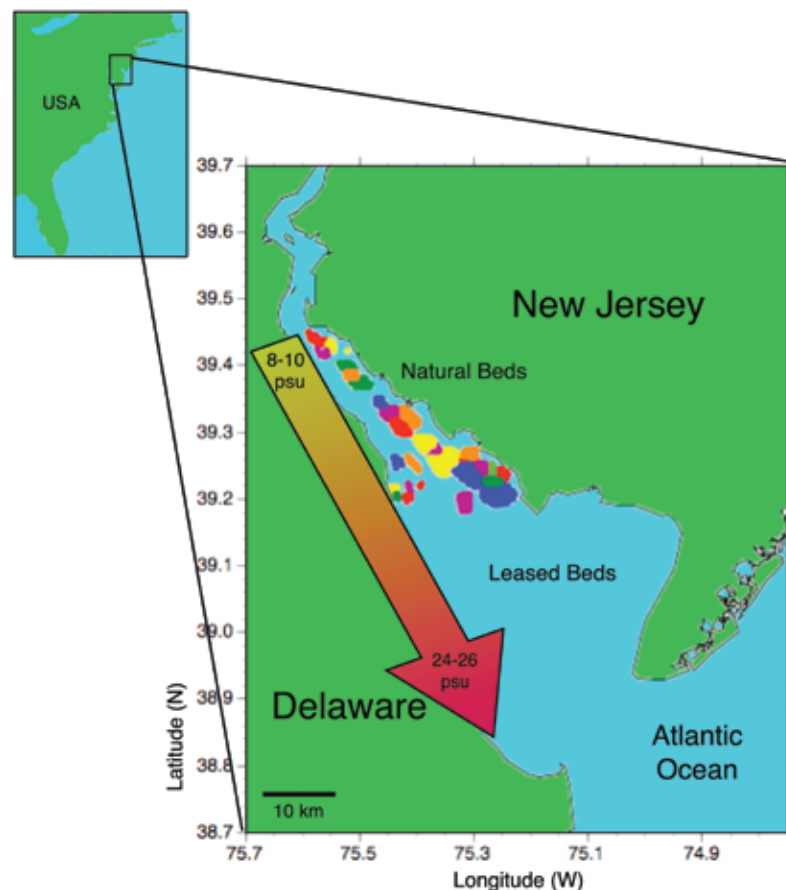 USA
39.7
39.6
39.5
39.4
39.3
39.2
39.1
39.0
38.9
38.8
38.7
Latitude (N)
New Jersey
Natural Beds
8-10
psu
Leased Beds
24-26
psu
Delaware
Atlantic
Ocean
10 km
75.7
75.5
75.3
75.1
74.9
Longitude (W)